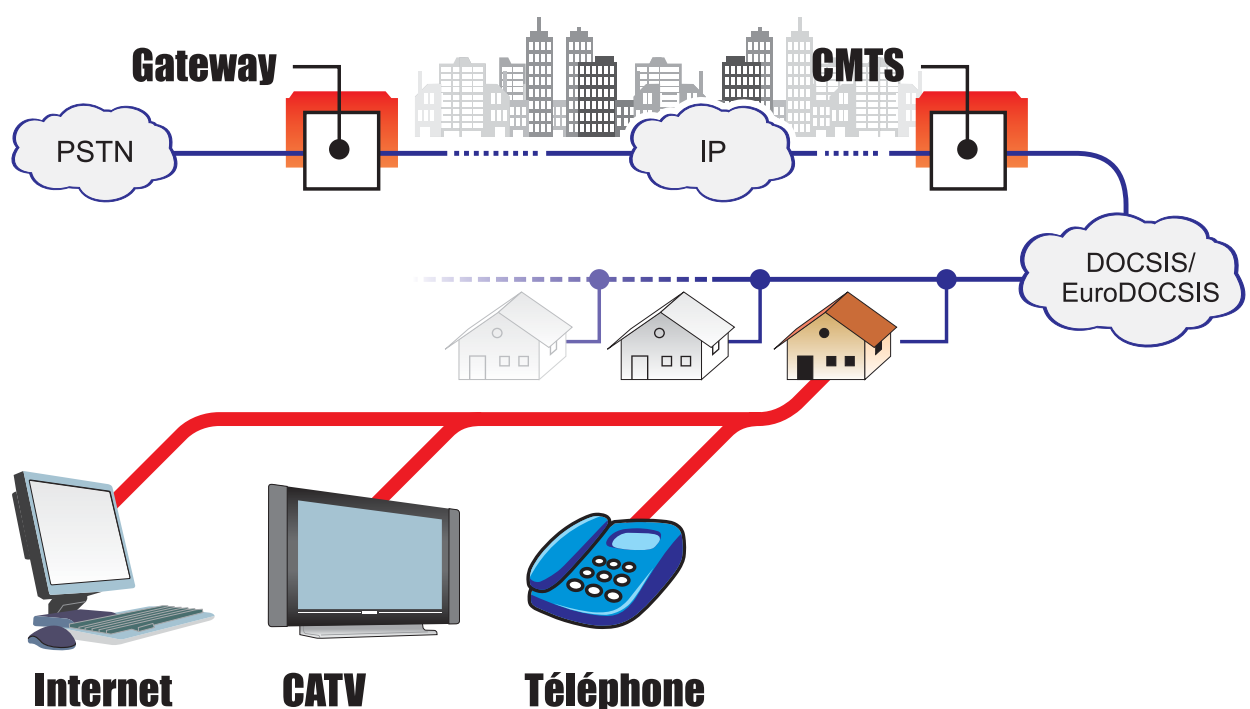 Gateway
CMTS
PSTN
IP
DOCSIS/
EuroDOCSIS
Internet
CATV
Téléphone